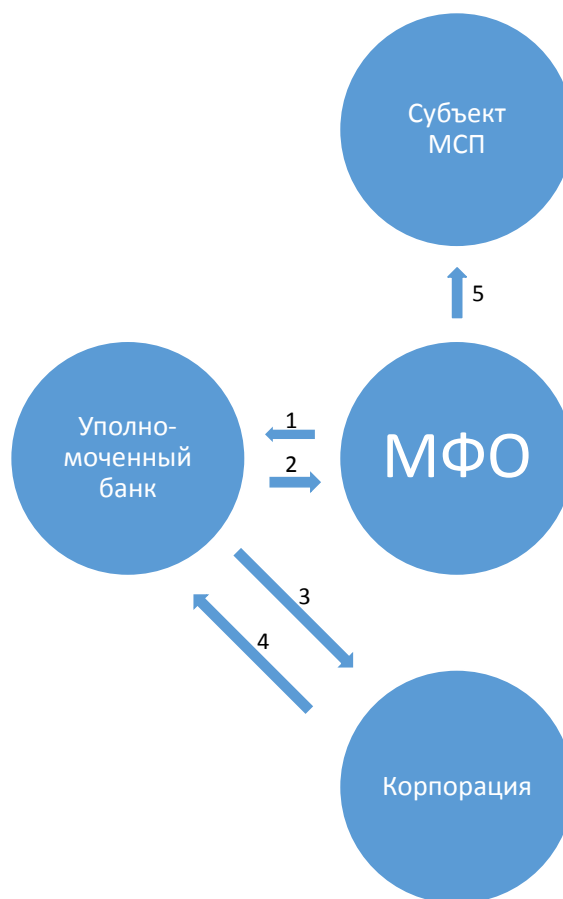 Субъект
МСП
5
Уполно-
моченный
банк
1
2
МФО
3
4
Корпорация